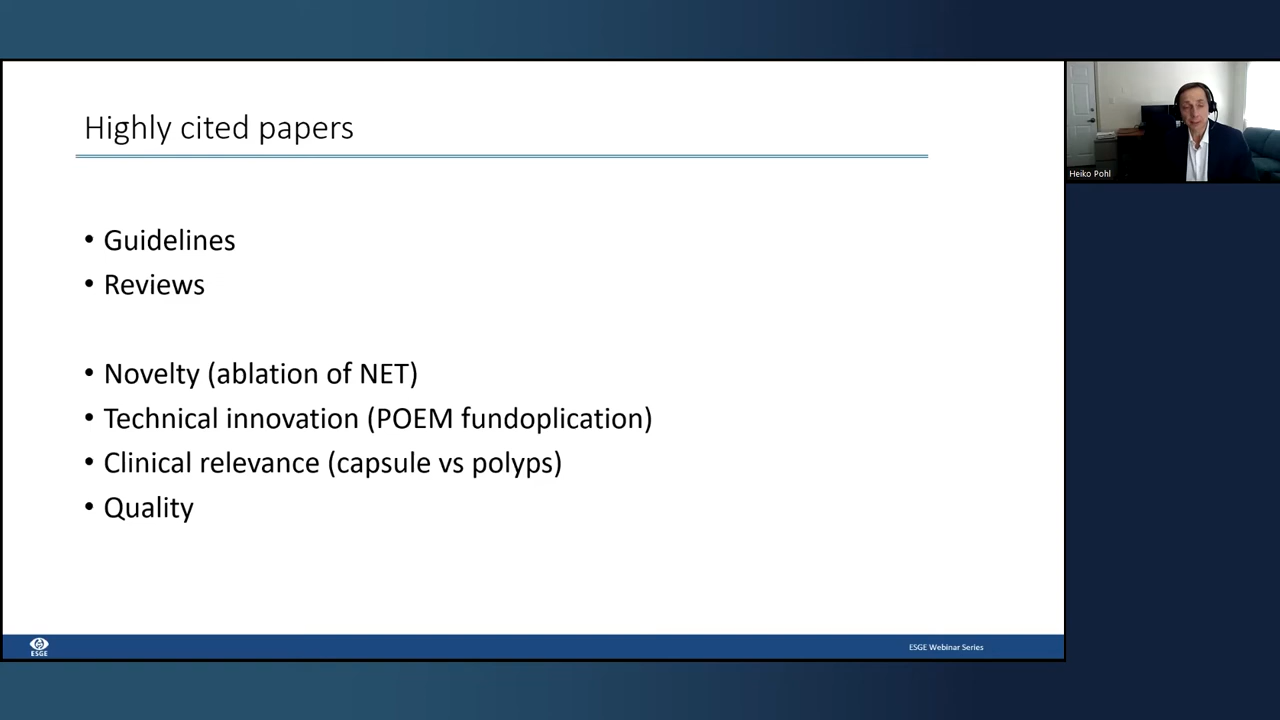 Highly cited papers
Heiko Pohl
• Guidelines
• Reviews
• Novelty (ablation of NET)
• Technical innovation (POEM fundoplication)
• Clinical relevance (capsule vs polyps)
• Quality
ESGE
ESGE Webinar Series